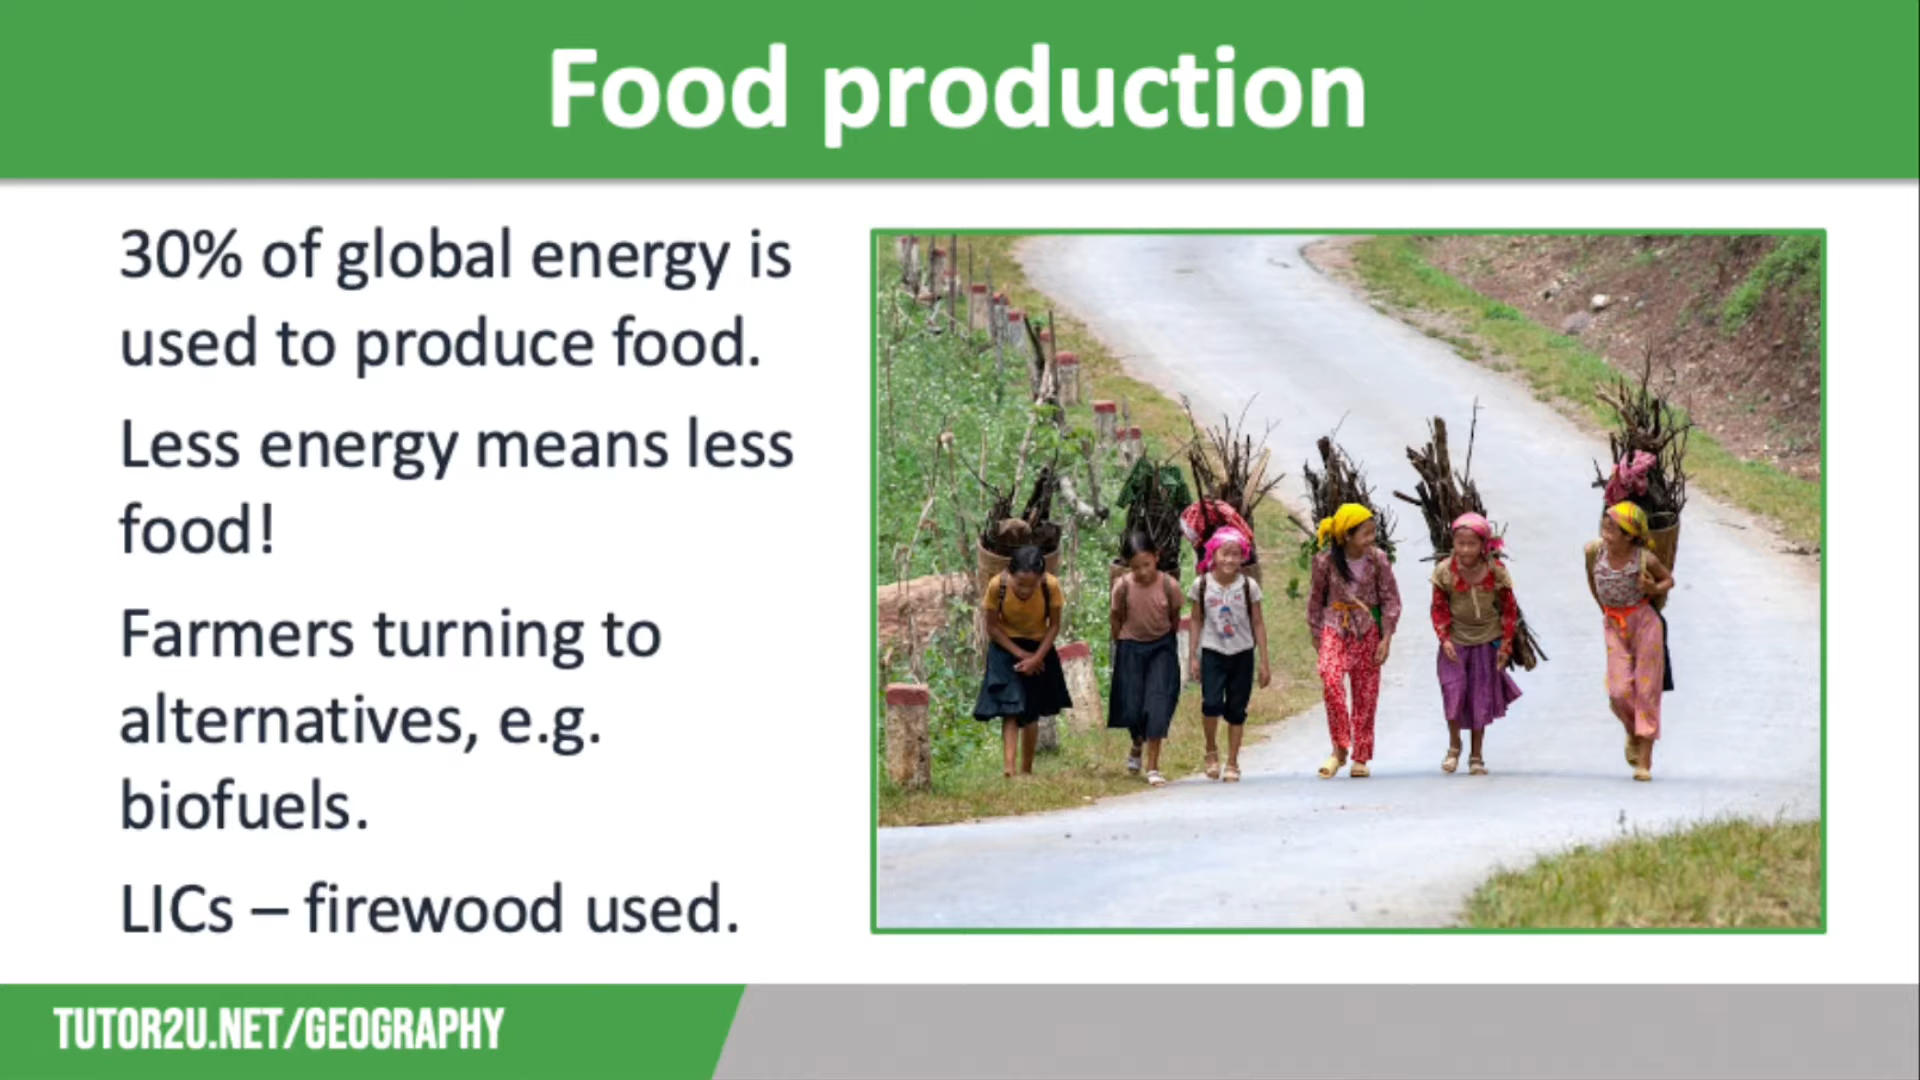 Food production
30% of global energy is
used to produce food.
Less energy means less
food!
Farmers turning to
alternatives, e.g.
biofuels.
LICs – firewood used.
TUTOR2U.NET/GEOGRAPHY